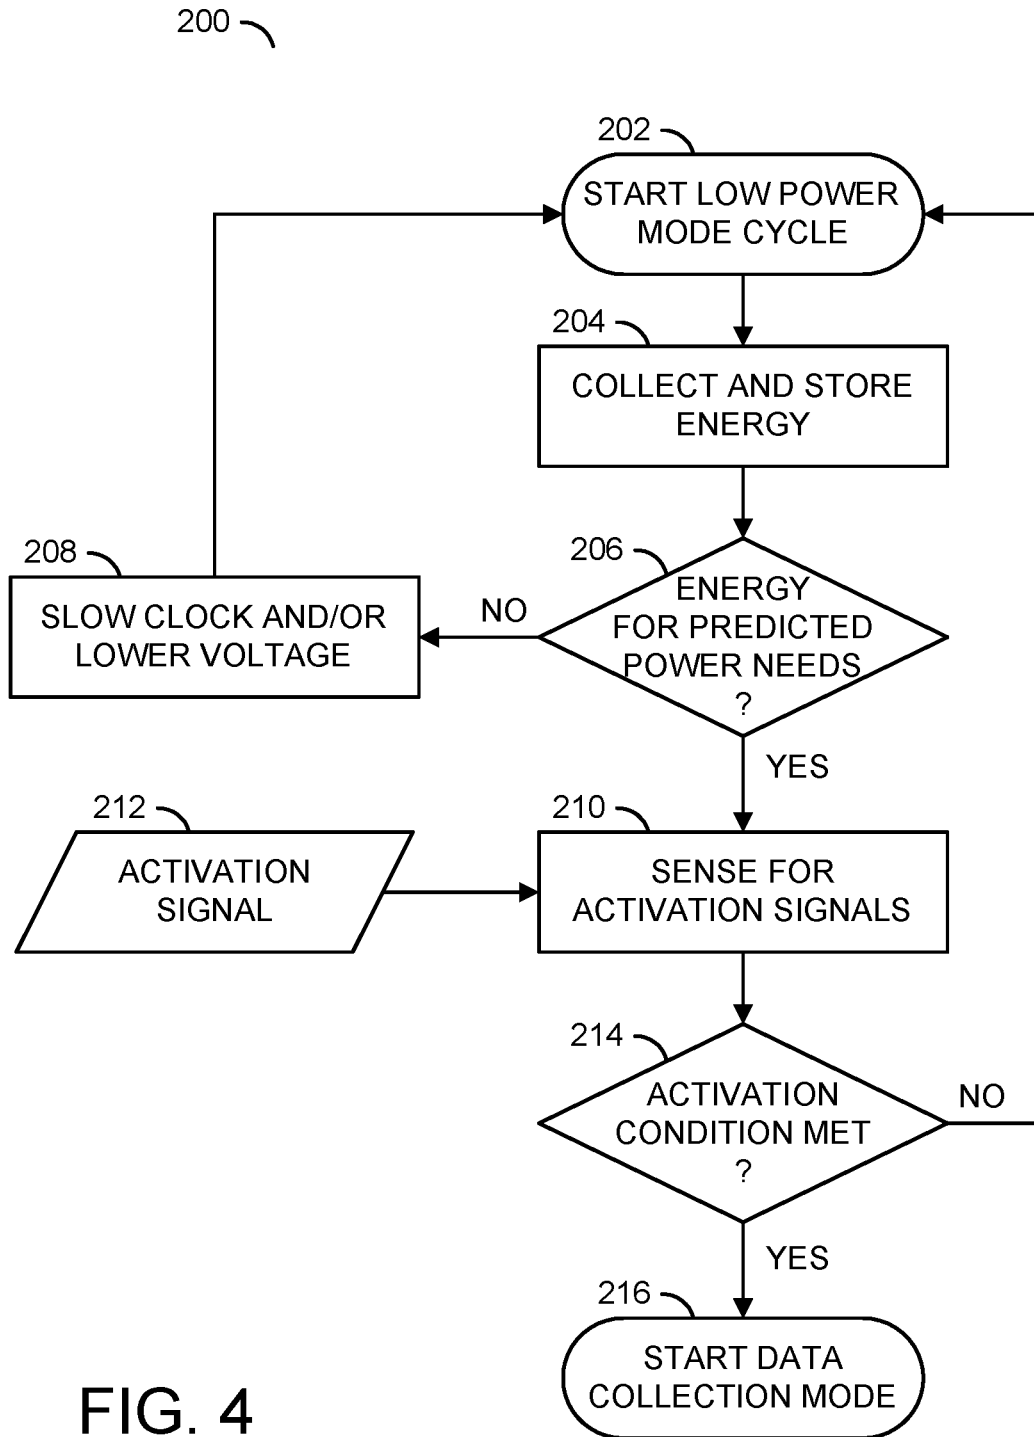 200
202
START LOW POWER
MODE CYCLE
204
COLLECT AND STORE
ENERGY
206
ENERGY
FOR PREDICTED
POWER NEEDS
?
NO
208
SLOW CLOCK AND/OR
LOWER VOLTAGE
YES
212
ACTIVATION
SIGNAL
210
SENSE FOR
ACTIVATION SIGNALS
214
ACTIVATION
CONDITION MET
?
NO
YES
216
START DATA
COLLECTION MODE
FIG. 4